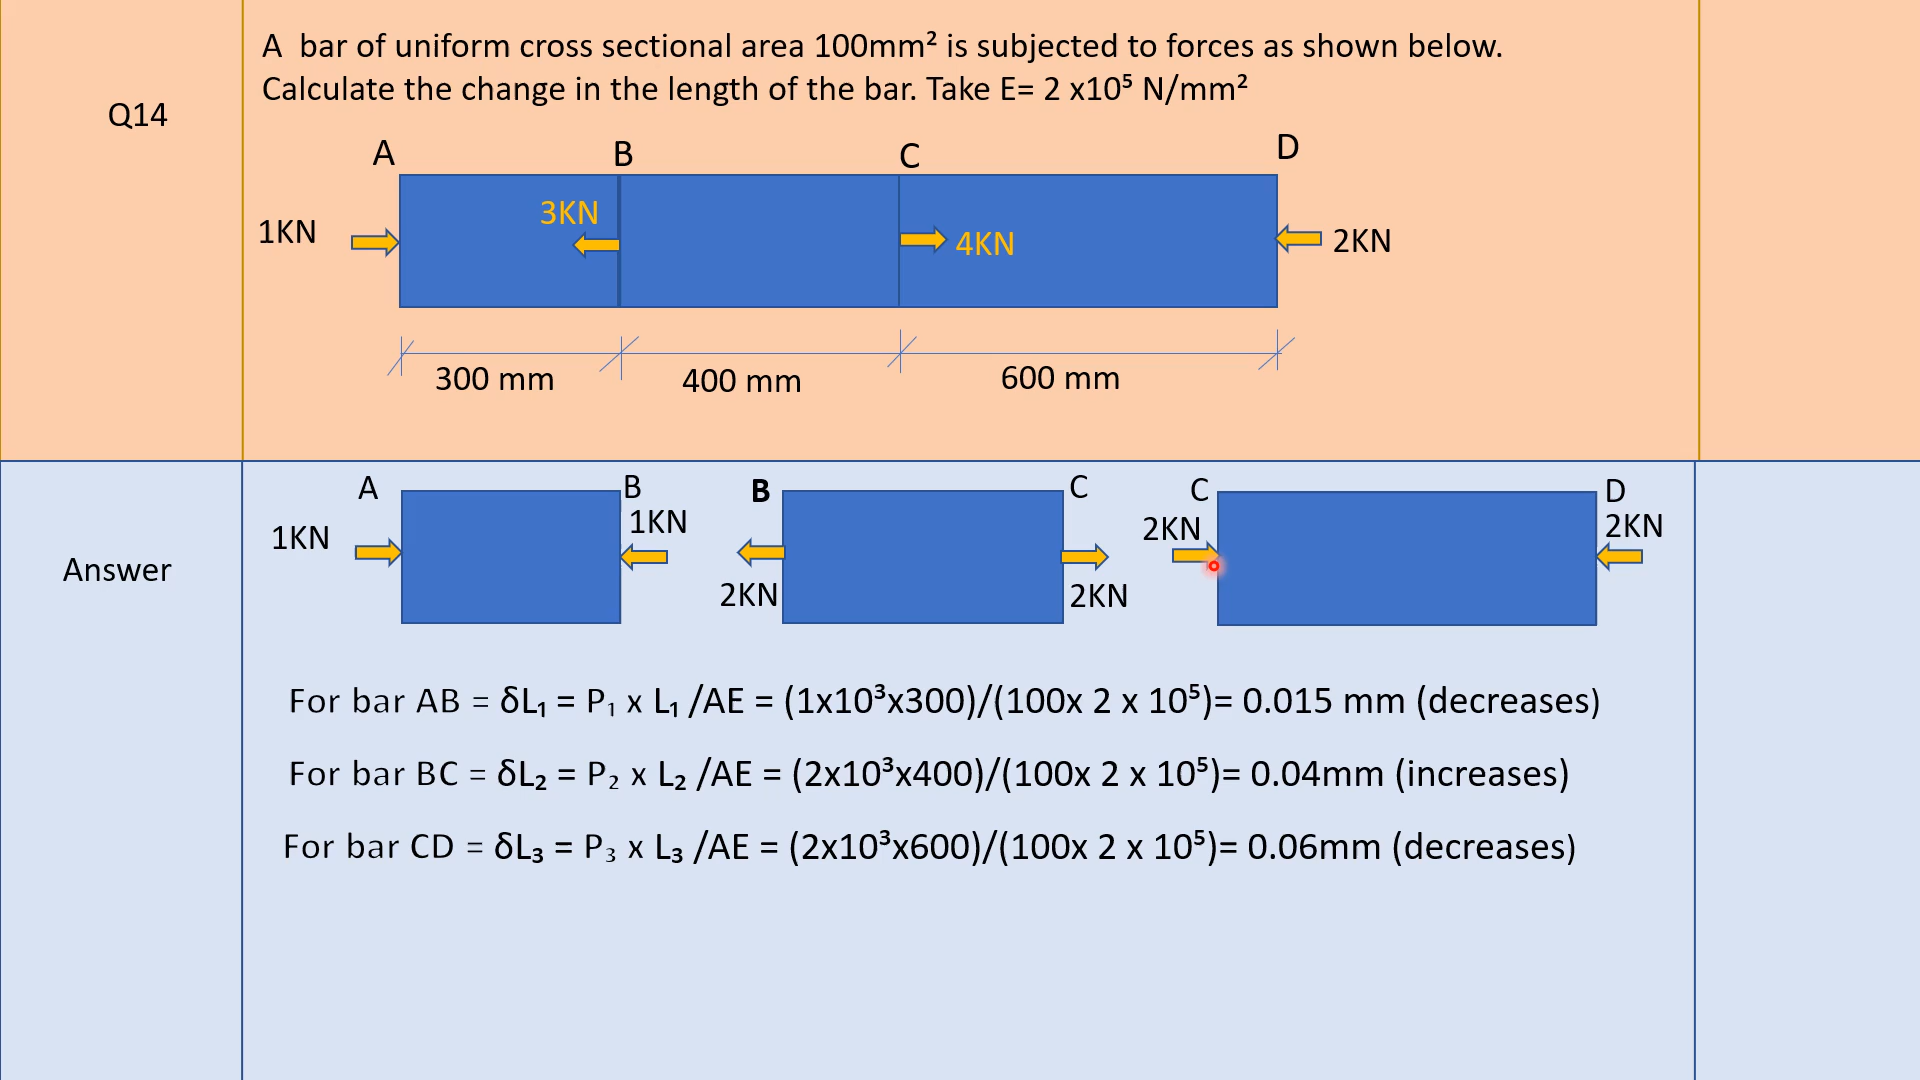 Q14
A bar of uniform cross sectional area 100mm² is subjected to forces as shown below.
Calculate the change in the length of the bar. Take E= 2 x10⁵ N/mm²
A
B
C
D
1KN
3KN
4KN
2KN
300 mm
400 mm
600 mm
Answer
A
B
1KN
1KN
B
C
2KN
2KN
C
D
2KN
2KN
For bar AB = δL₁ = P₁ x L₁ /AE = (1x10³x300)/(100x 2 x 10⁵)= 0.015 mm (decreases)
For bar BC = δL₂ = P₂ x L₂ /AE = (2x10³x400)/(100x 2 x 10⁵)= 0.04mm (increases)
For bar CD = δL₃ = P₃ x L₃ /AE = (2x10³x600)/(100x 2 x 10⁵)= 0.06mm (decreases)